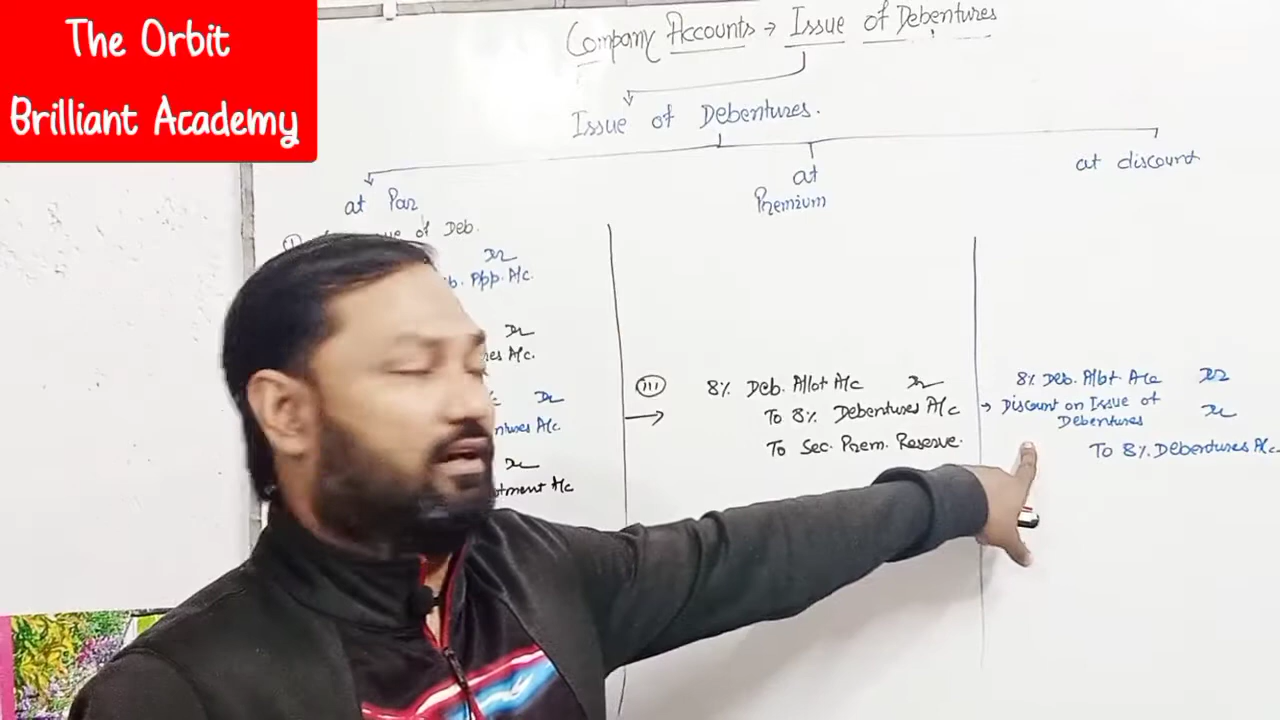 The Orbit
Brilliant Academy
Company Accounts → Issue of Debentures
Issue of Debentures.
at Par
at
Premium
at discount
of Deb.
Dr
App. A/c.
Dr
A/c.
Dr
A/c
Dr
A/c
(III) 8% Deb. Allot A/c Dr
→ To 8% Debentures A/c
To Sec. Prem. Reserve.
8% Deb. Allot. A/c Dr
→ Discount on Issue of
Debentures Dr
To 8% Debentures A/c